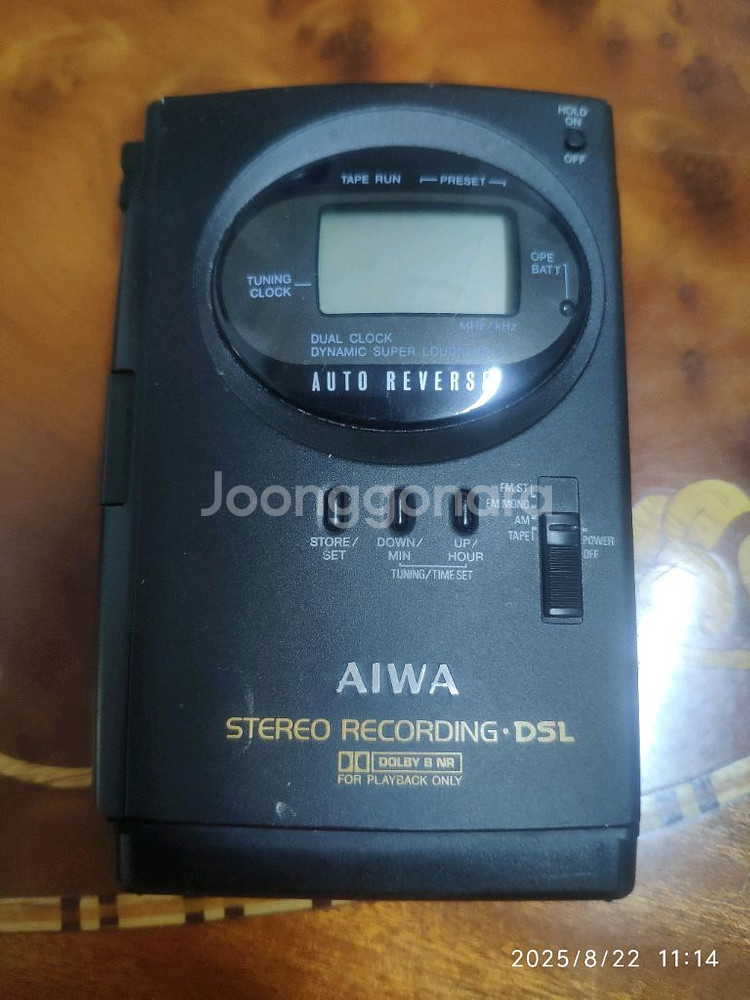 HOLD
ON
OFF
TAPE RUN PRESET
OPE
BATT
TUNING
CLOCK
MHz/kHz
DUAL CLOCK
DYNAMIC SUPER
AUTO REVERSE
Joonggonara
FM ST
FM MONO
AM
TAPE
POWER
OFF
STORE/
SET
DOWN/
MIN
UP/
HOUR
TUNING/TIME SET
AIWA
STEREO RECORDING·DSL
DOLBY B NR
FOR PLAYBACK ONLY
2025/8/22 11:14